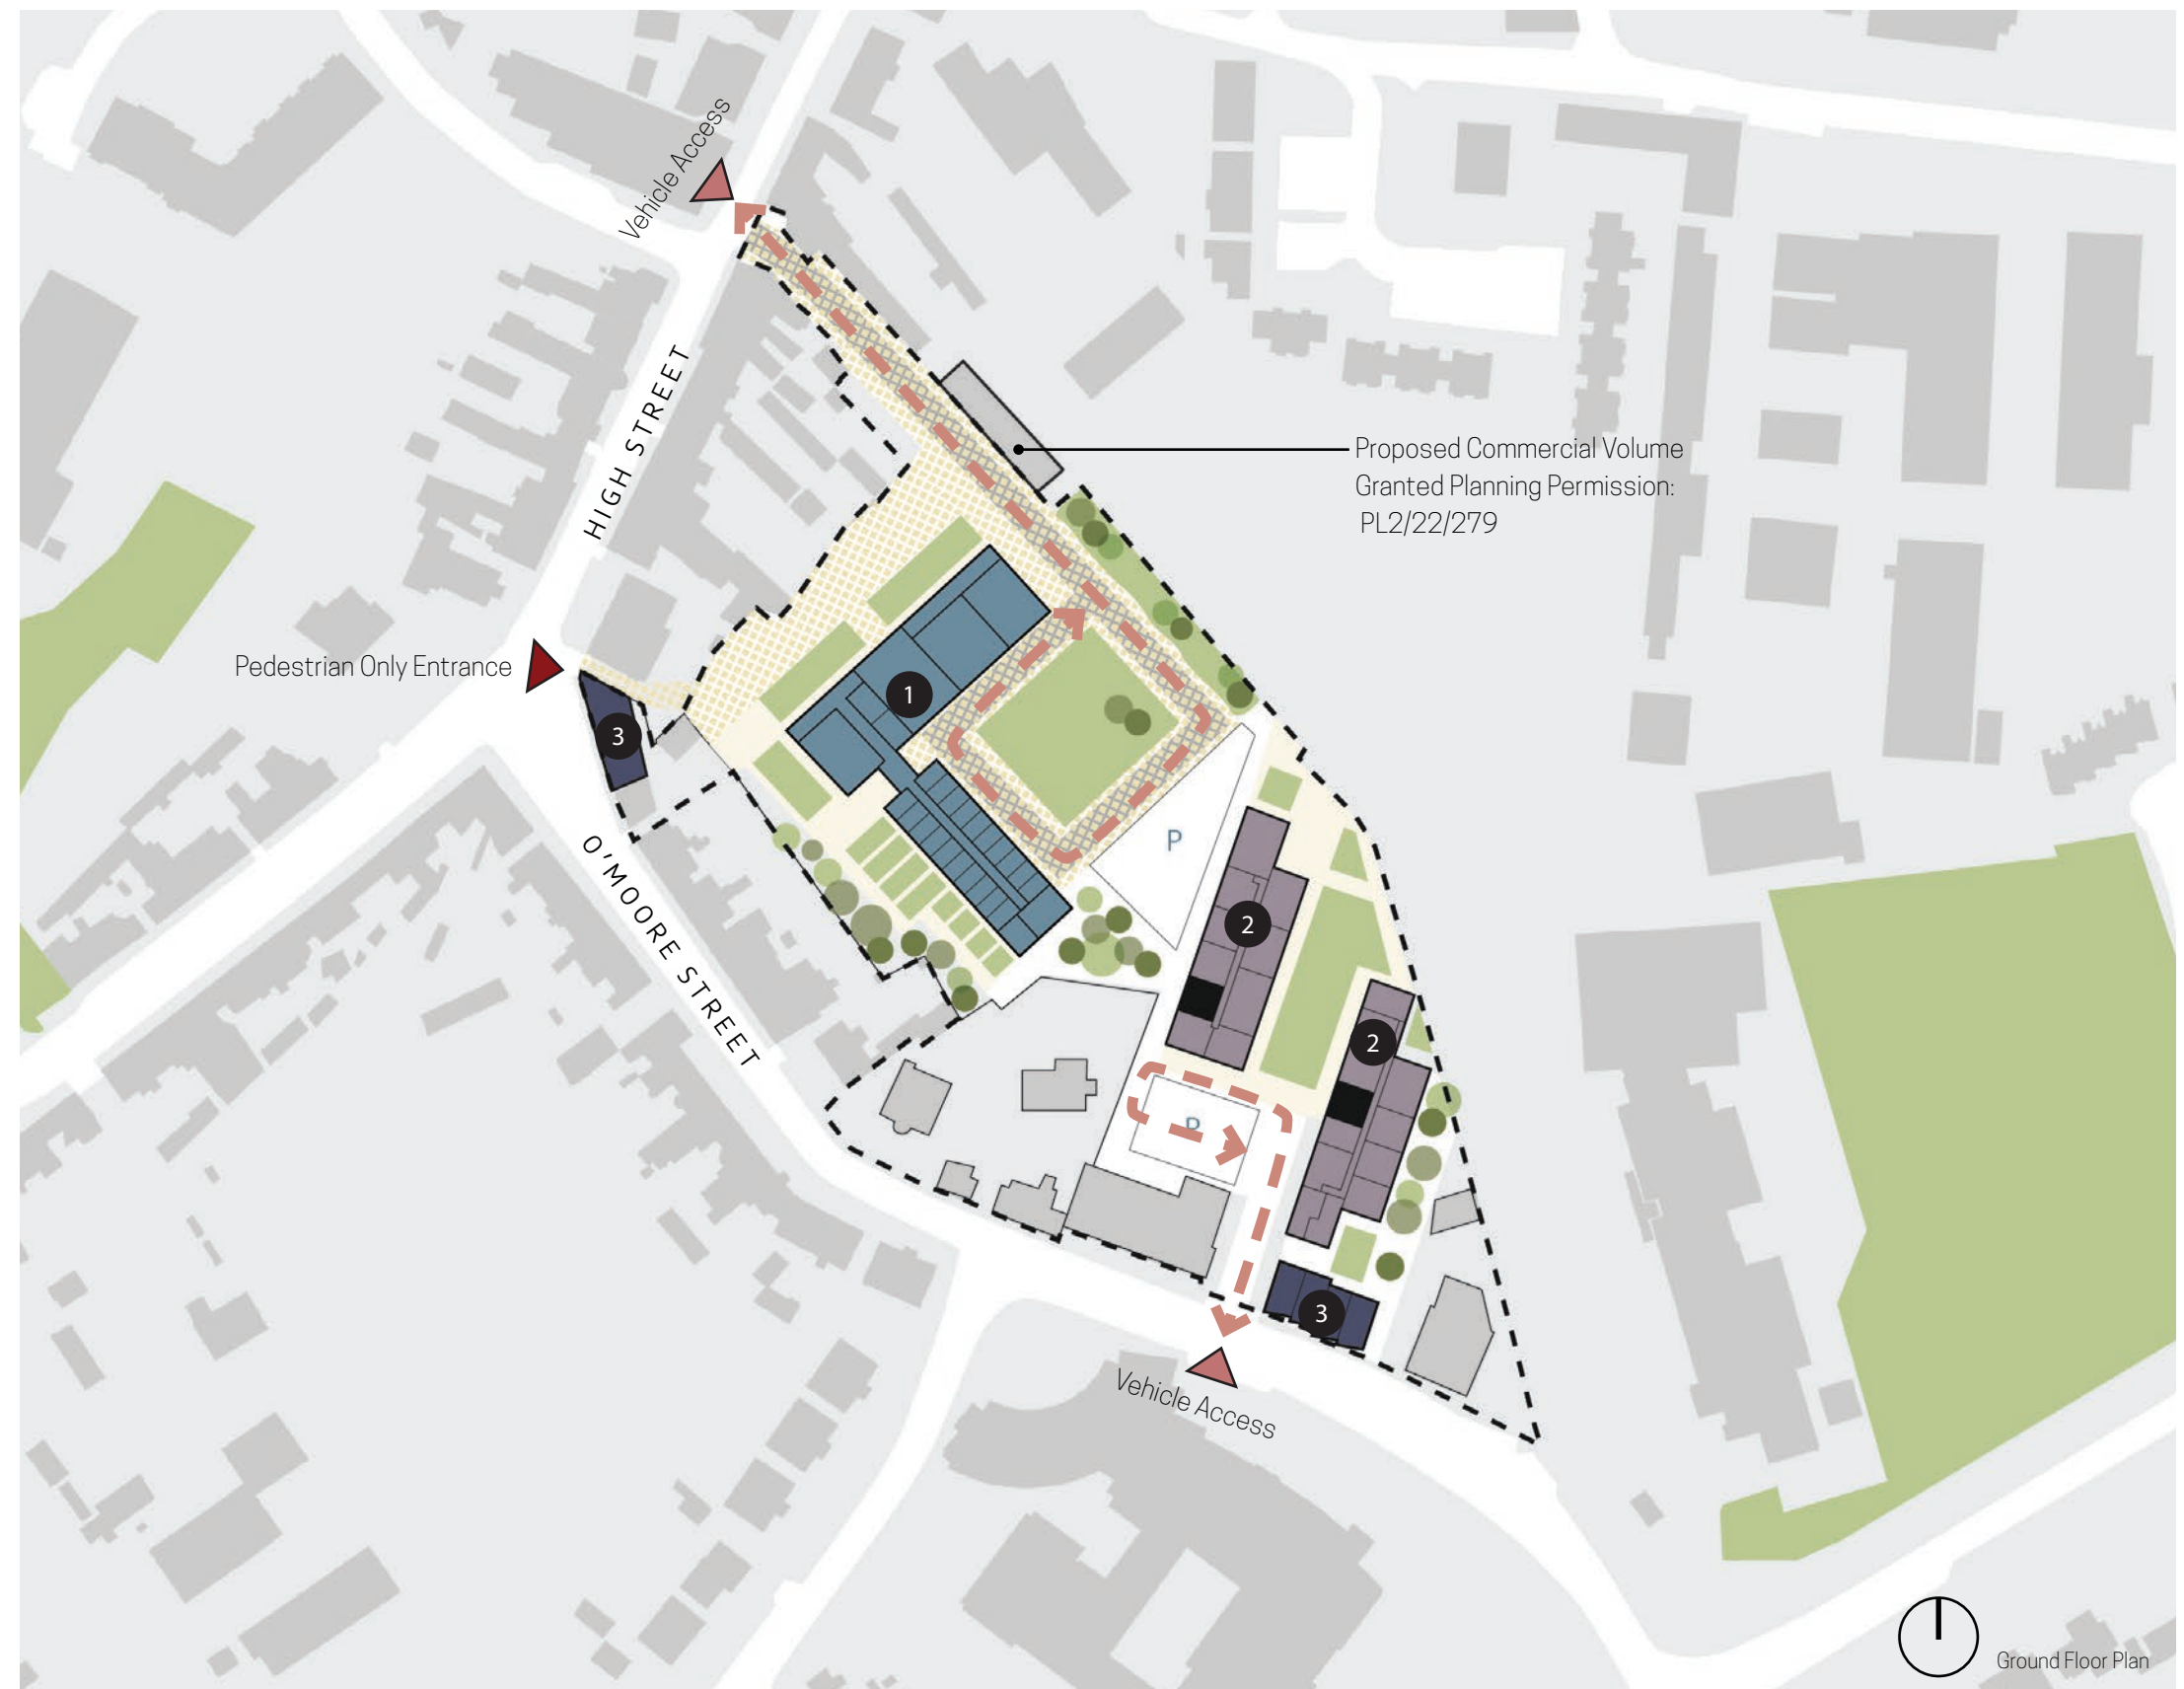 Vehicle Access
HIGH STREET
Proposed Commercial Volume
Granted Planning Permission:
PL2/22/279
Pedestrian Only Entrance
1
3
O'MOORE STREET
P
2
2
P
3
Vehicle Access
Ground Floor Plan